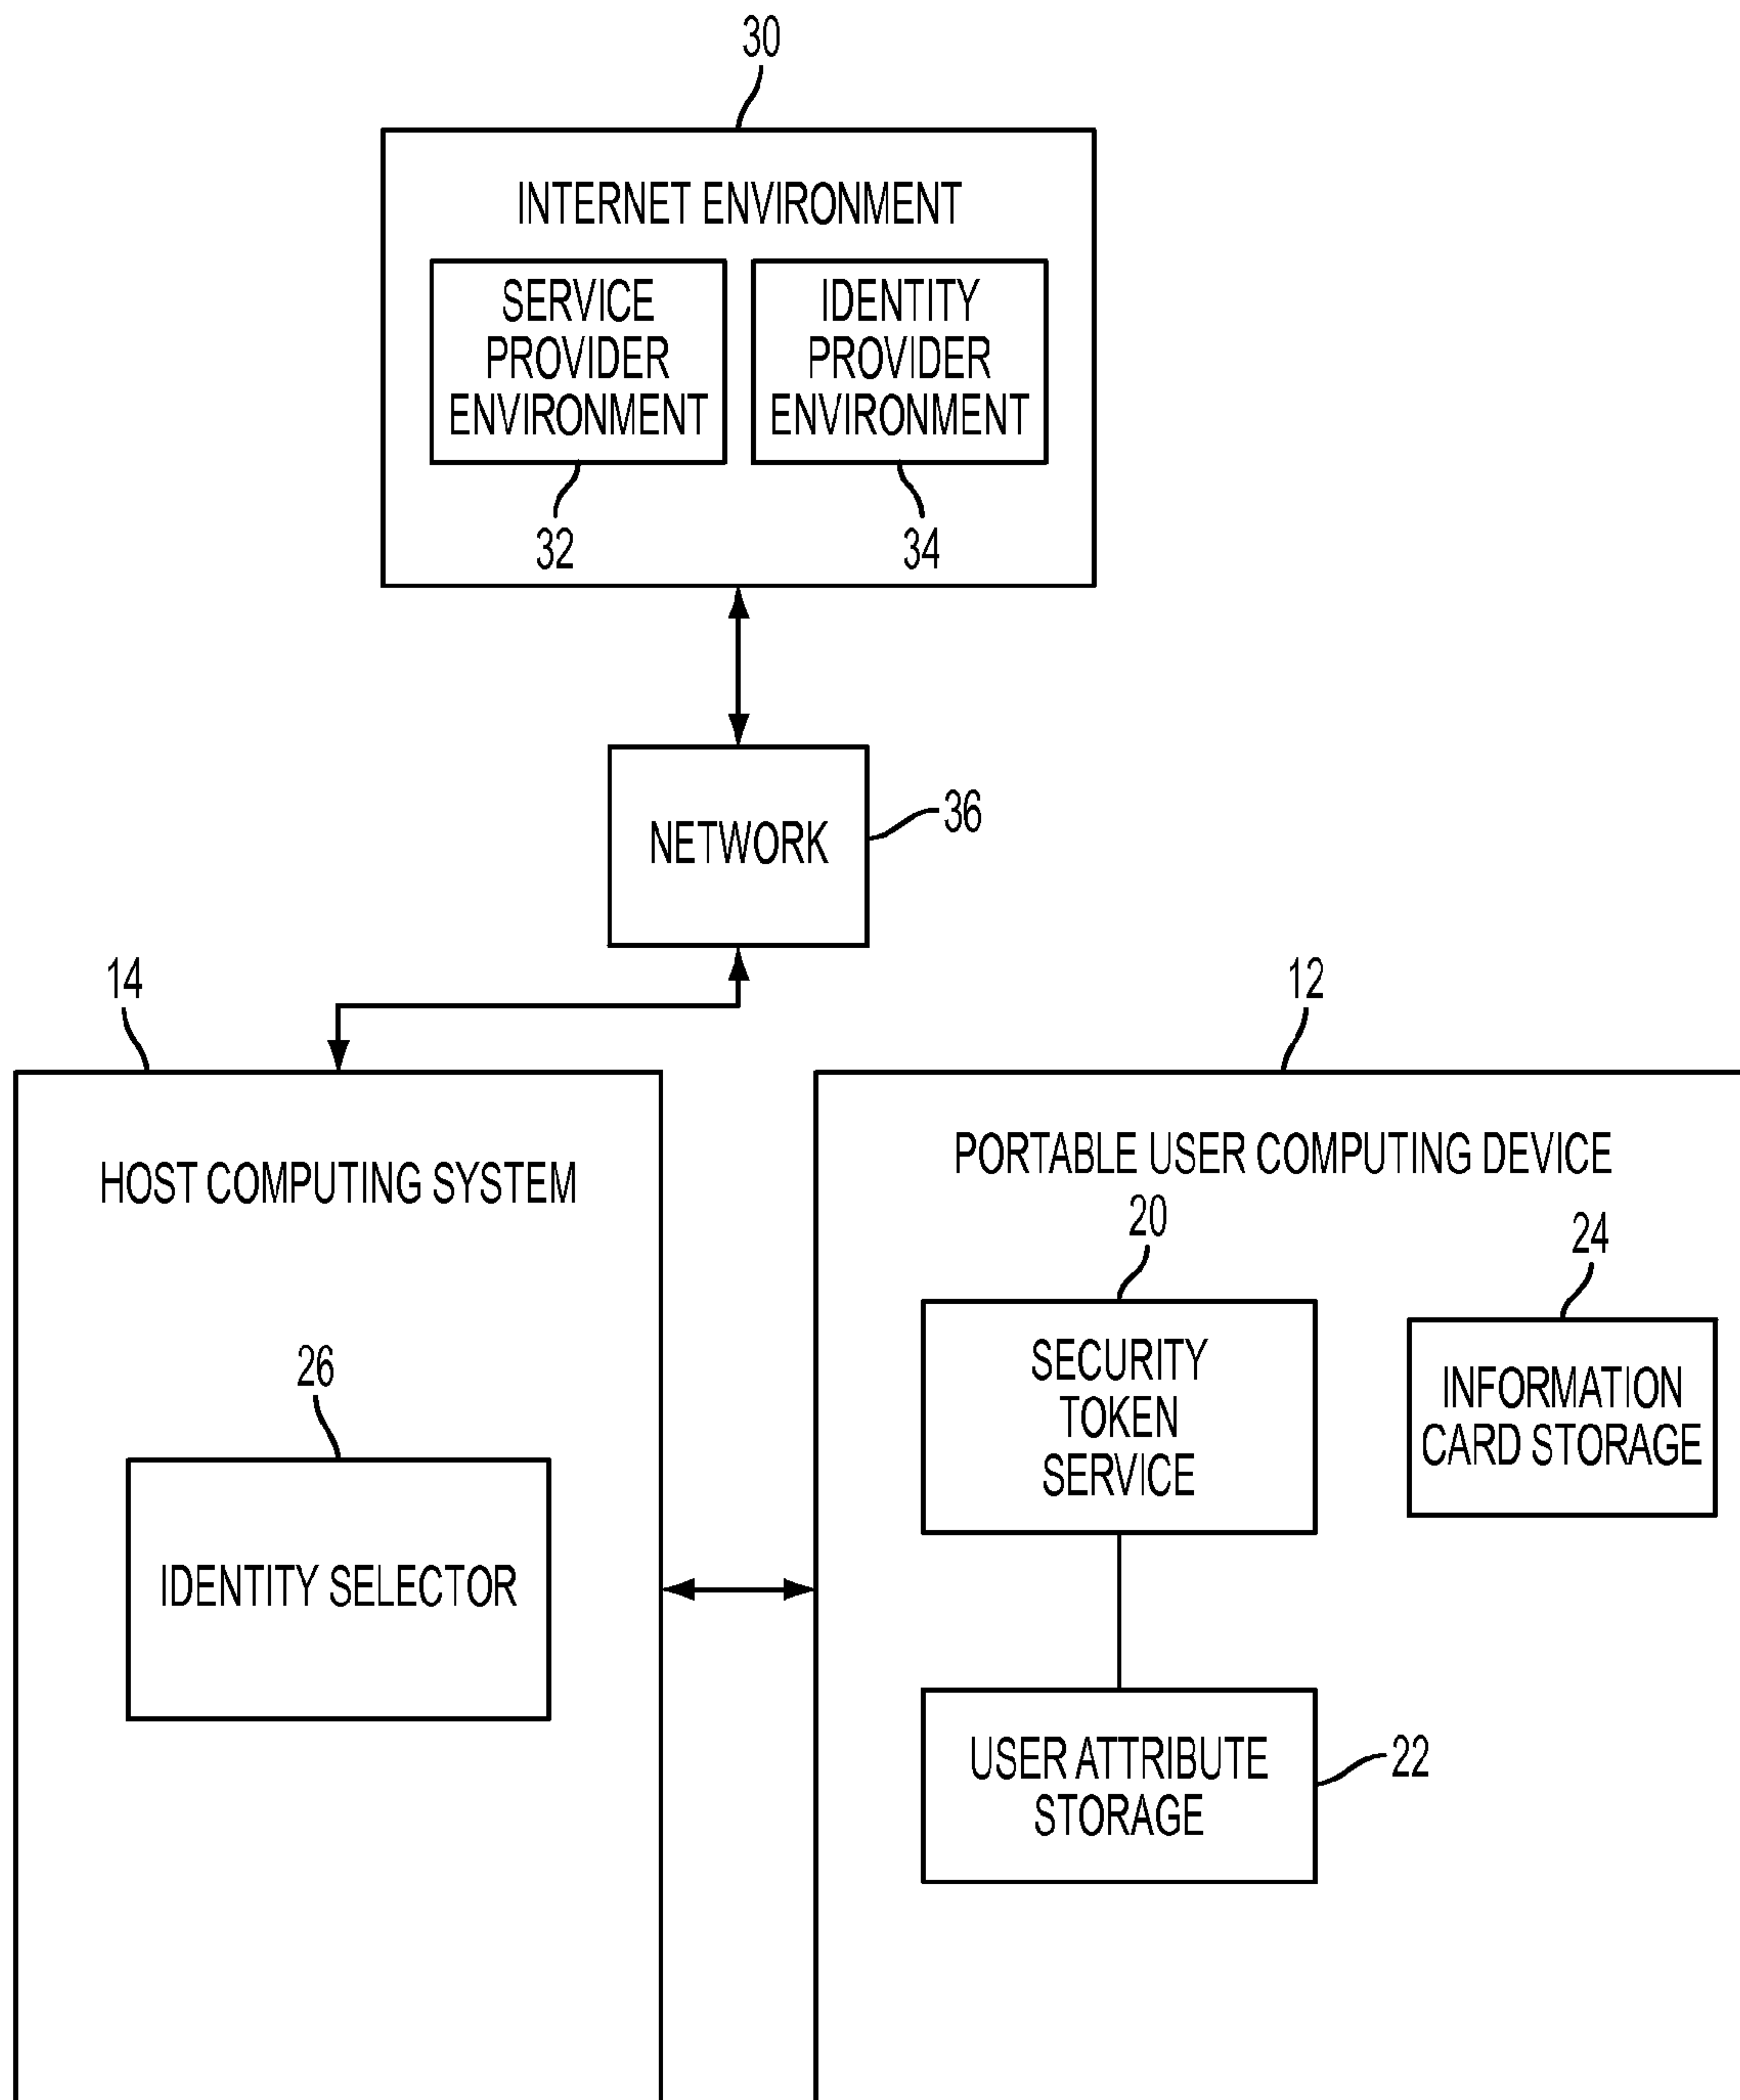 30
INTERNET ENVIRONMENT
SERVICE
PROVIDER
ENVIRONMENT
IDENTITY
PROVIDER
ENVIRONMENT
32
34
NETWORK
36
14
12
HOST COMPUTING SYSTEM
PORTABLE USER COMPUTING DEVICE
20
24
SECURITY
TOKEN
SERVICE
INFORMATION
CARD STORAGE
26
IDENTITY SELECTOR
USER ATTRIBUTE
STORAGE
22